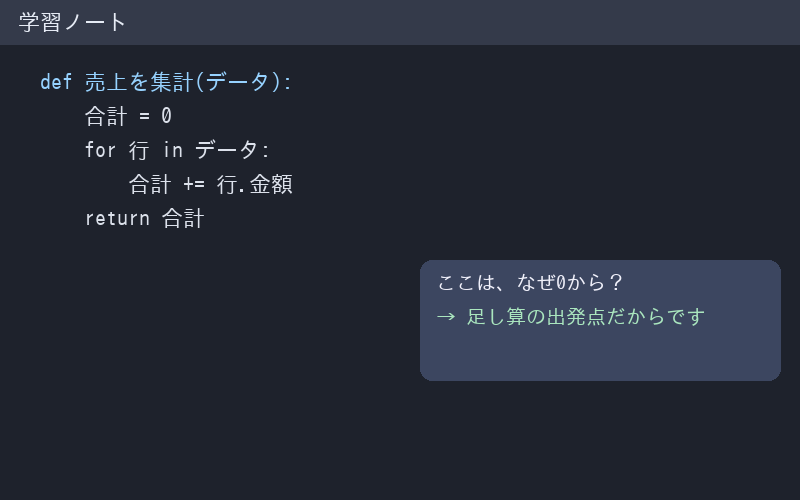 学習ノート
def 売上を集計(データ):
    合計 = 0
    for 行 in データ:
        合計 += 行.金額
    return 合計
ここは、なぜ0から？
→ 足し算の出発点だからです